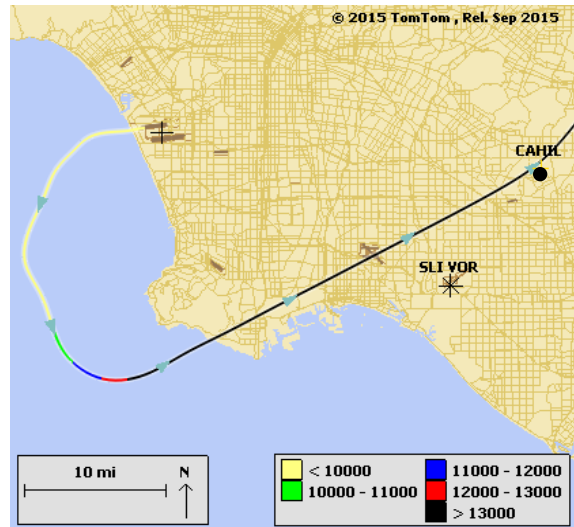 © 2015 TomTom , Rel. Sep 2015
CAHIL
SLI VOR
10 mi
N
< 10000
10000 - 11000
11000 - 12000
12000 - 13000
> 13000